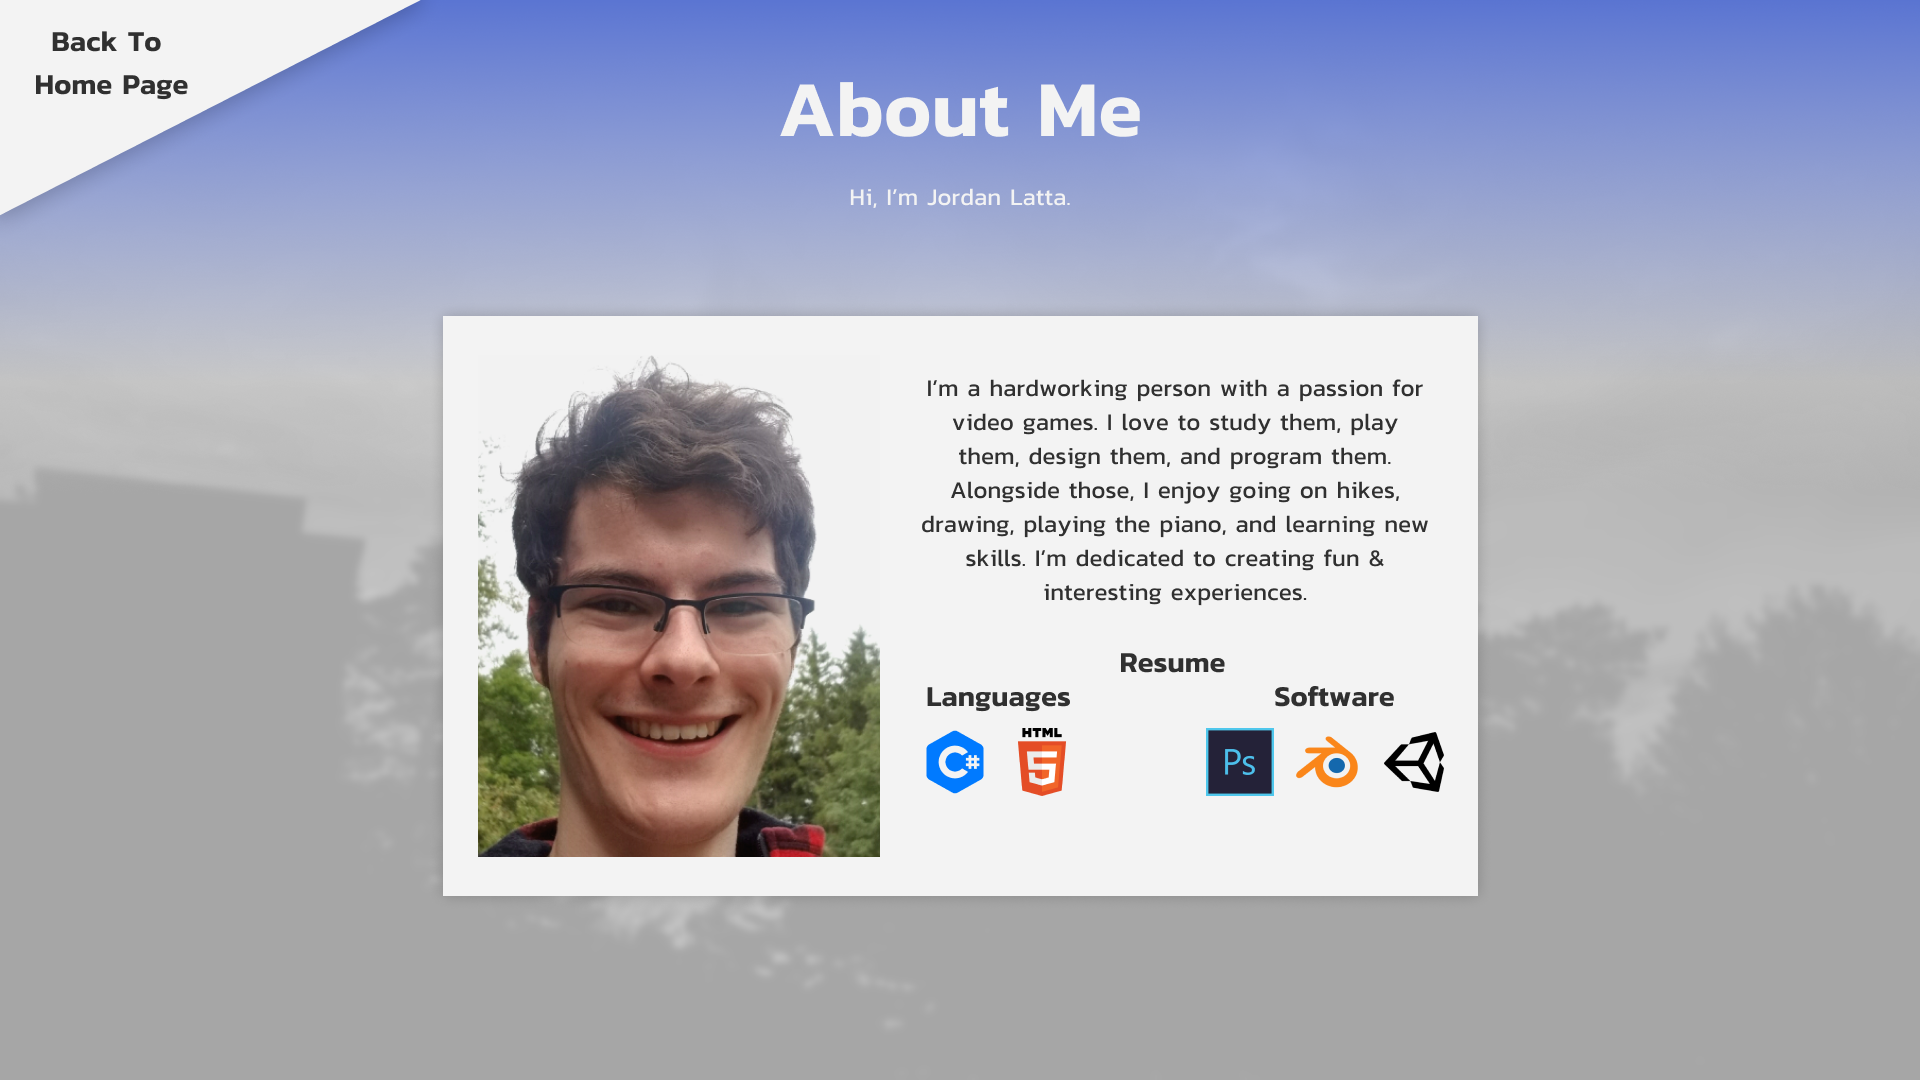 Back To
Home Page
About Me
Hi, I’m Jordan Latta.
I’m a hardworking person with a passion for
video games. I love to study them, play
them, design them, and program them.
Alongside those, I enjoy going on hikes,
drawing, playing the piano, and learning new
skills. I’m dedicated to creating fun &
interesting experiences.
Resume
Languages
Software
C#
HTML
5
Ps